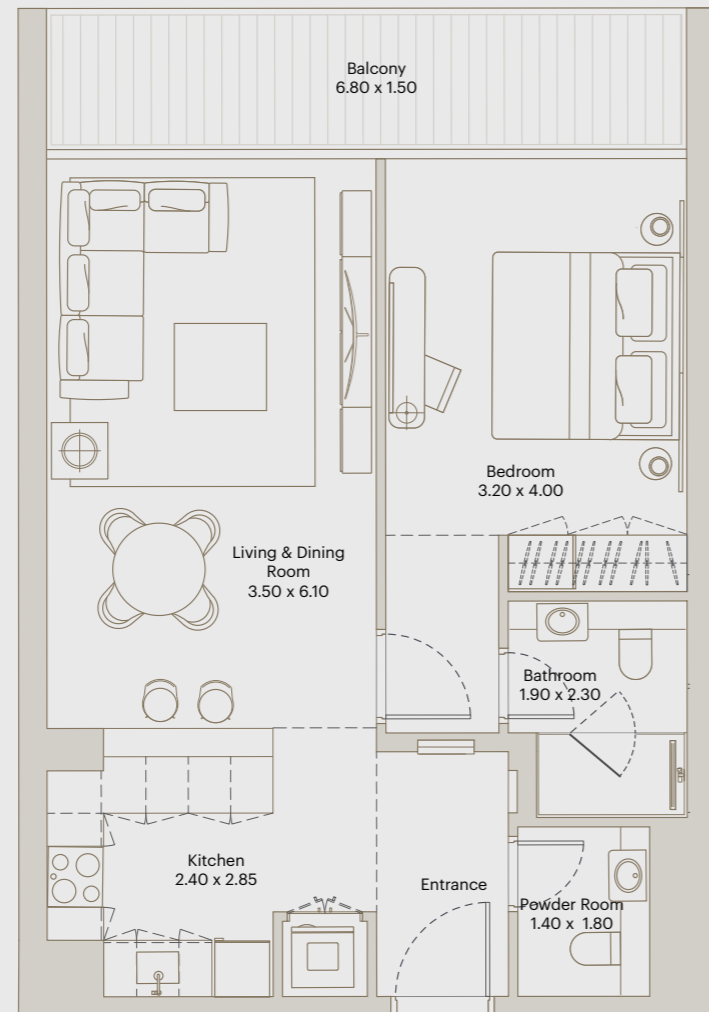 Balcony
6.80 x 1.50
Bedroom
3.20 x 4.00
Living & Dining
Room
3.50 x 6.10
Bathroom
1.90 x 2.30
Kitchen
2.40 x 2.85
Entrance
Powder Room
1.40 x 1.80